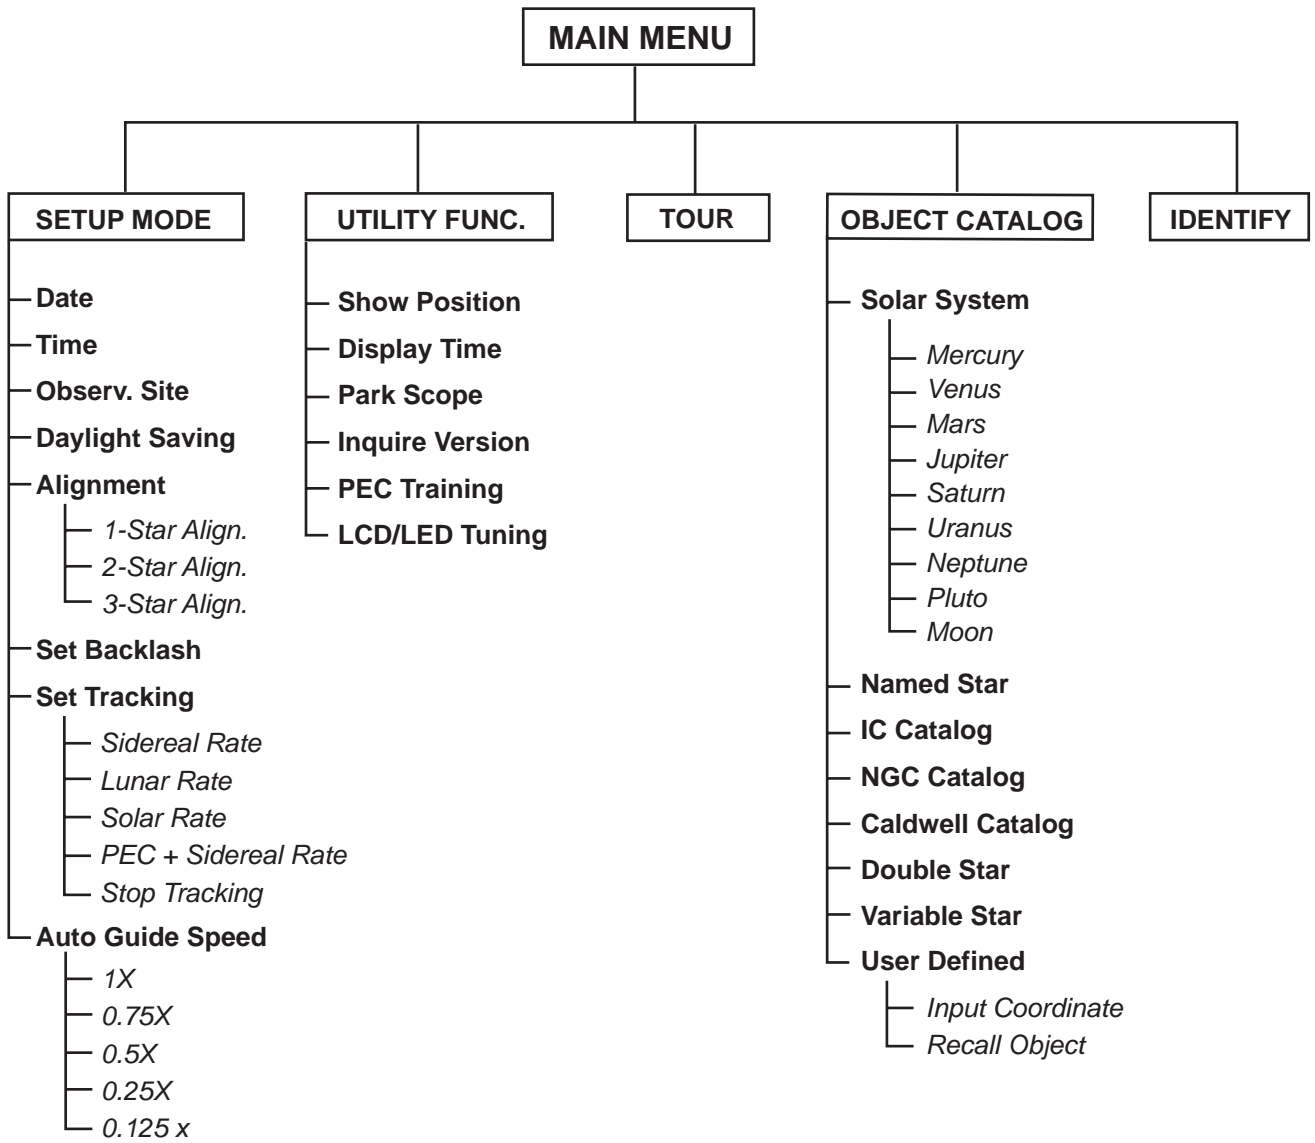 MAIN MENU
SETUP MODE
Date
Time
Observ. Site
Daylight Saving
Alignment
1-Star Align.
2-Star Align.
3-Star Align.
Set Backlash
Set Tracking
Sidereal Rate
Lunar Rate
Solar Rate
PEC + Sidereal Rate
Stop Tracking
Auto Guide Speed
1X
0.75X
0.5X
0.25X
0.125 x
UTILITY FUNC.
Show Position
Display Time
Park Scope
Inquire Version
PEC Training
LCD/LED Tuning
TOUR
OBJECT CATALOG
Solar System
Mercury
Venus
Mars
Jupiter
Saturn
Uranus
Neptune
Pluto
Moon
Named Star
IC Catalog
NGC Catalog
Caldwell Catalog
Double Star
Variable Star
User Defined
Input Coordinate
Recall Object
IDENTIFY